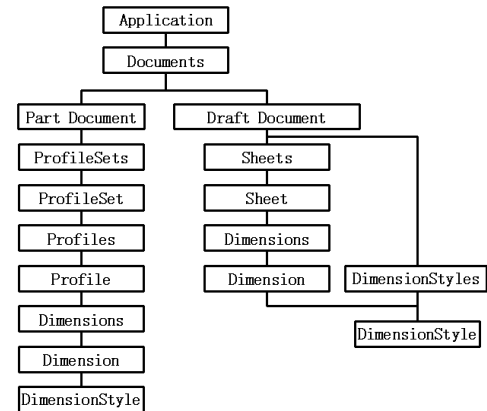 Application
Documents
Part Document
Draft Document
ProfileSets
Sheets
ProfileSet
Sheet
Profiles
Dimensions
Profile
Dimension
DimensionStyles
Dimensions
DimensionStyle
Dimension
DimensionStyle